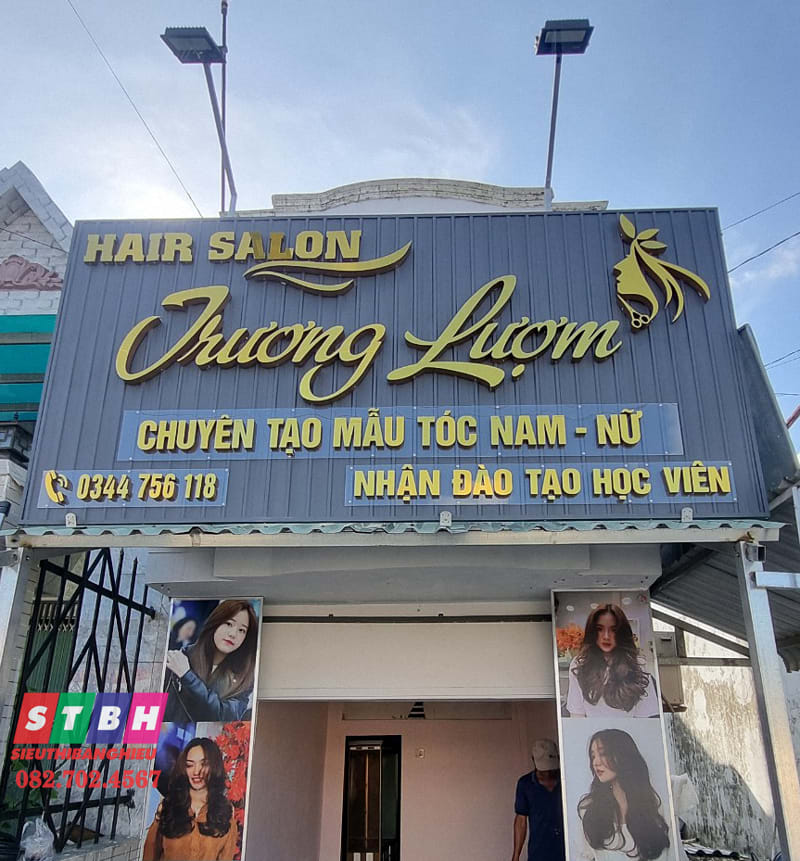 HAIR SALON
Trương Lượm
CHUYÊN TẠO MẪU TÓC NAM - NỮ
0344 756 118
NHẬN ĐÀO TẠO HỌC VIÊN
STBH
SIEUTHIBANGHIEU
082.702.4567